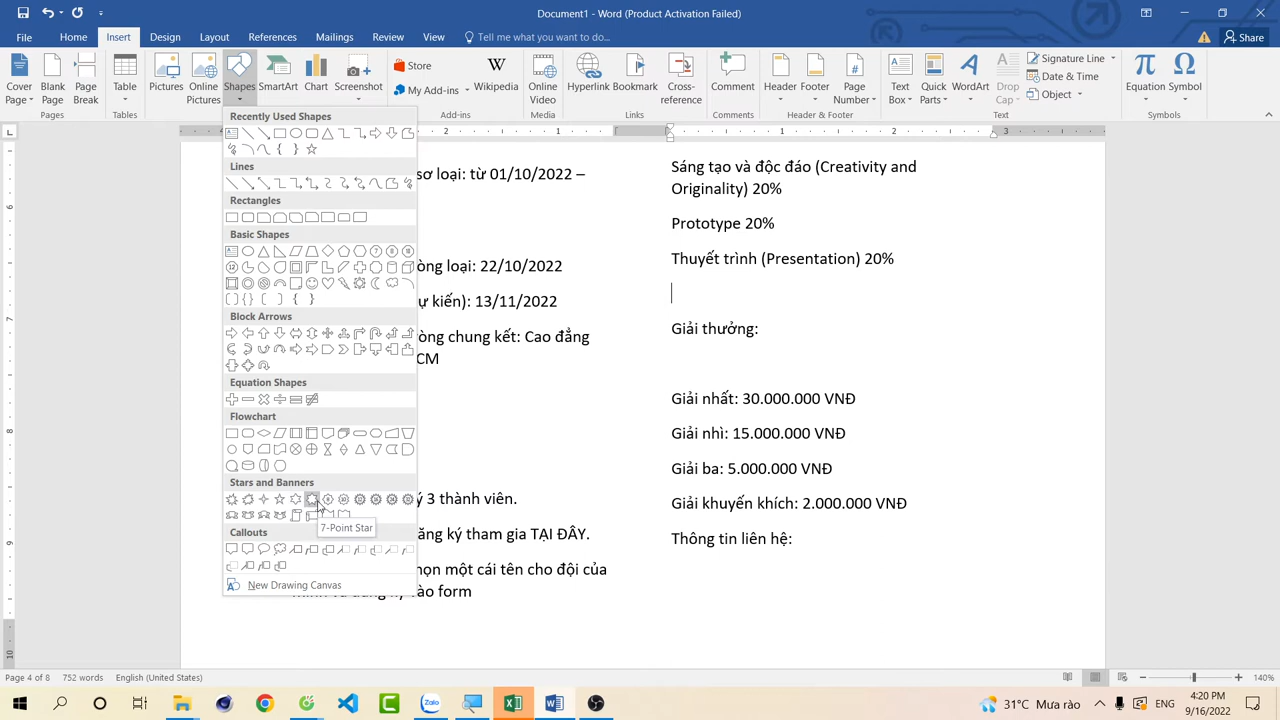 Document1 - Word (Product Activation Failed)
File Home Insert Design Layout References Mailings Review View Tell me what you want to do... Share
Cover Page
Blank Page
Page Break
Pages
Table
Tables
Pictures
Online Pictures
Shapes
SmartArt
Chart
Screenshot
Store
My Add-ins
Wikipedia
Add-ins
Online Video
Hyperlink
Bookmark
Cross-reference
Links
Comment
Comments
Header
Footer
Page Number
Header & Footer
Text Box
Quick Parts
WordArt
Drop Cap
Signature Line
Date & Time
Object
Text
Equation
Symbol
Symbols
Recently Used Shapes
Lines
Rectangles
Basic Shapes
Block Arrows
Equation Shapes
Flowchart
Stars and Banners
7-Point Star
Callouts
New Drawing Canvas
sơ loại: từ 01/10/2022 –
òng loại: 22/10/2022
ự kiến): 13/11/2022
òng chung kết: Cao đẳng
CM
ý 3 thành viên.
ăng ký tham gia TẠI ĐÂY.
họn một cái tên cho đội của
vào form
Sáng tạo và độc đáo (Creativity and
Originality) 20%
Prototype 20%
Thuyết trình (Presentation) 20%
Giải thưởng:
Giải nhất: 30.000.000 VNĐ
Giải nhì: 15.000.000 VNĐ
Giải ba: 5.000.000 VNĐ
Giải khuyến khích: 2.000.000 VNĐ
Thông tin liên hệ:
Page 4 of 8 752 words English (United States) 140%
31°C Mưa rào ENG 4:20 PM
9/16/2022